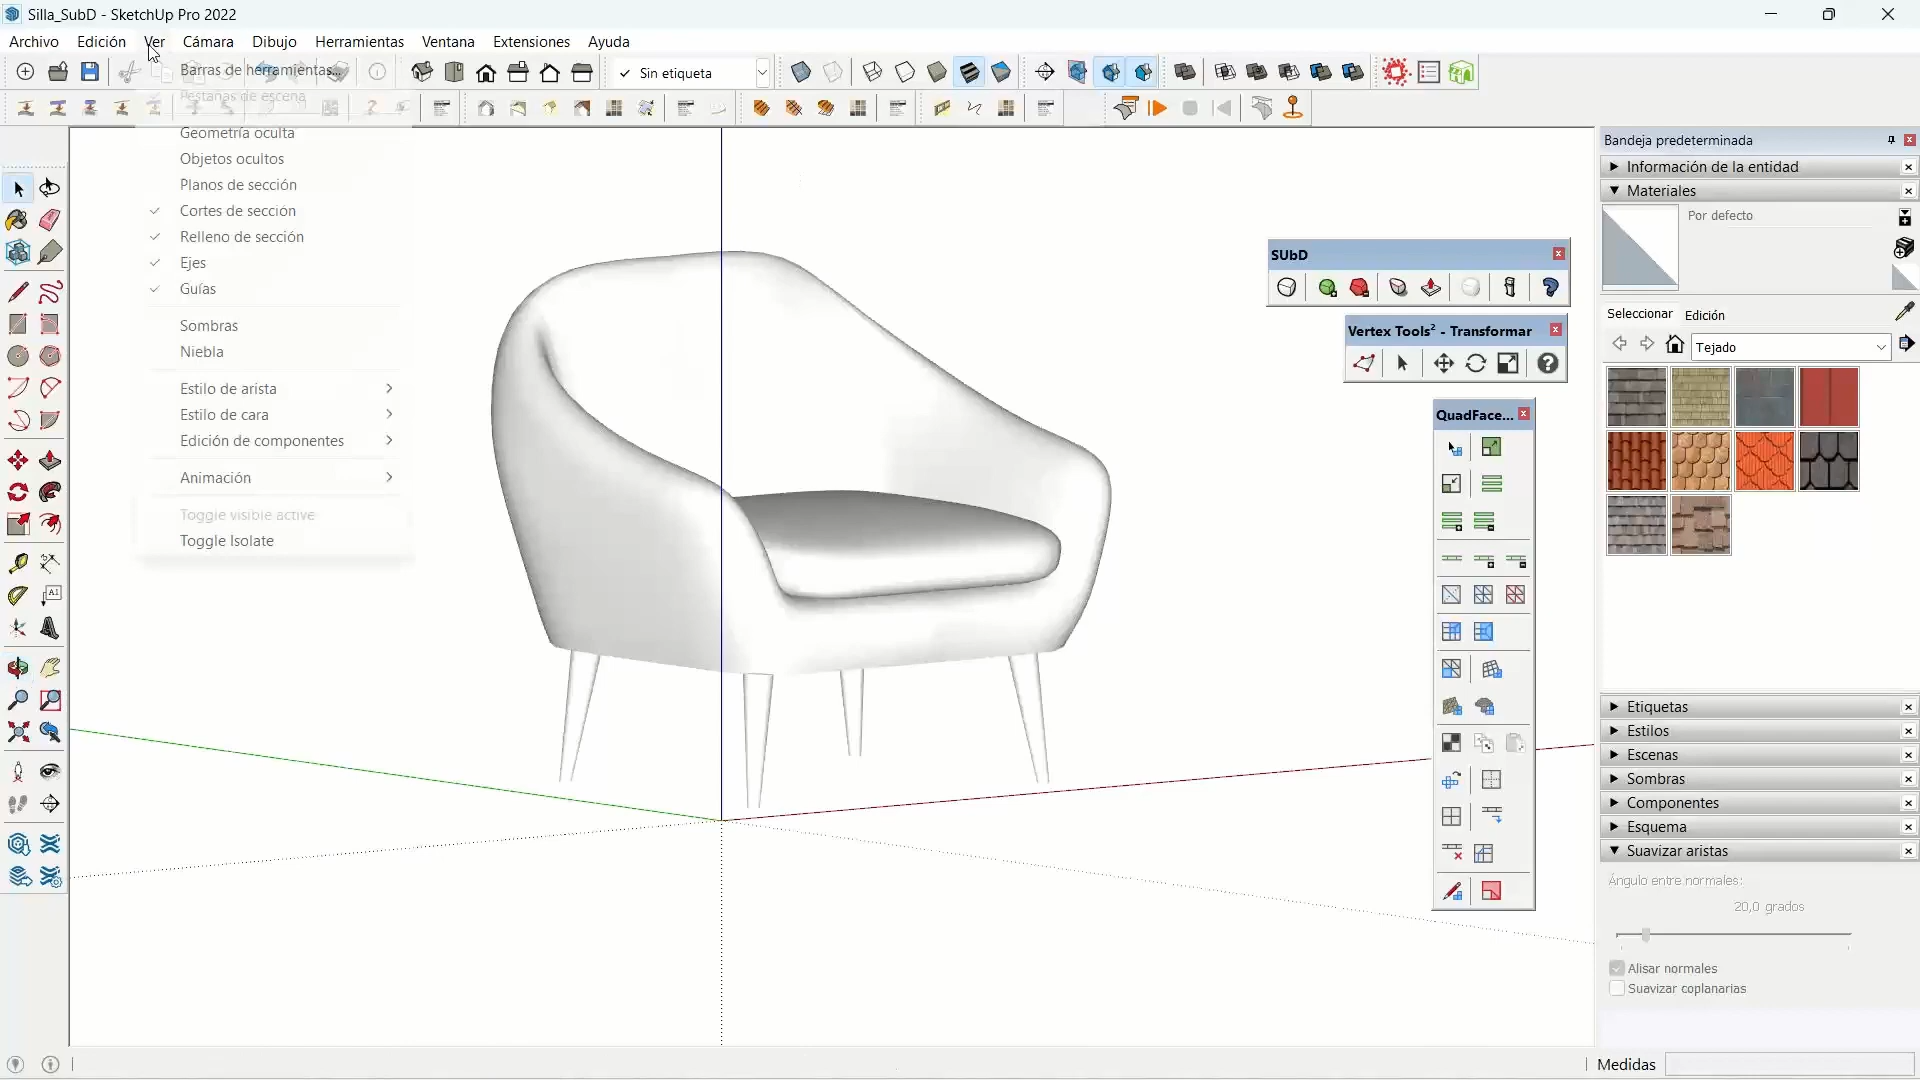 Silla_SubD - SketchUp Pro 2022
Archivo Edición Ver Cámara Dibujo Herramientas Ventana Extensiones Ayuda
Sin etiqueta
Barras de herramientas...
Pestañas de escena
Geometría oculta
Objetos ocultos
Planos de sección
Cortes de sección
Relleno de sección
Ejes
Guías
Sombras
Niebla
Estilo de arista
Estilo de cara
Edición de componentes
Animación
Toggle visible active
Toggle Isolate
SUbD
Vertex Tools² - Transformar
QuadFace...
Bandeja predeterminada
Información de la entidad
Materiales
Por defecto
Seleccionar Edición
Tejado
Etiquetas
Estilos
Escenas
Sombras
Componentes
Esquema
Suavizar aristas
Ángulo entre normales:
20,0 grados
Alisar normales
Suavizar coplanarias
Medidas